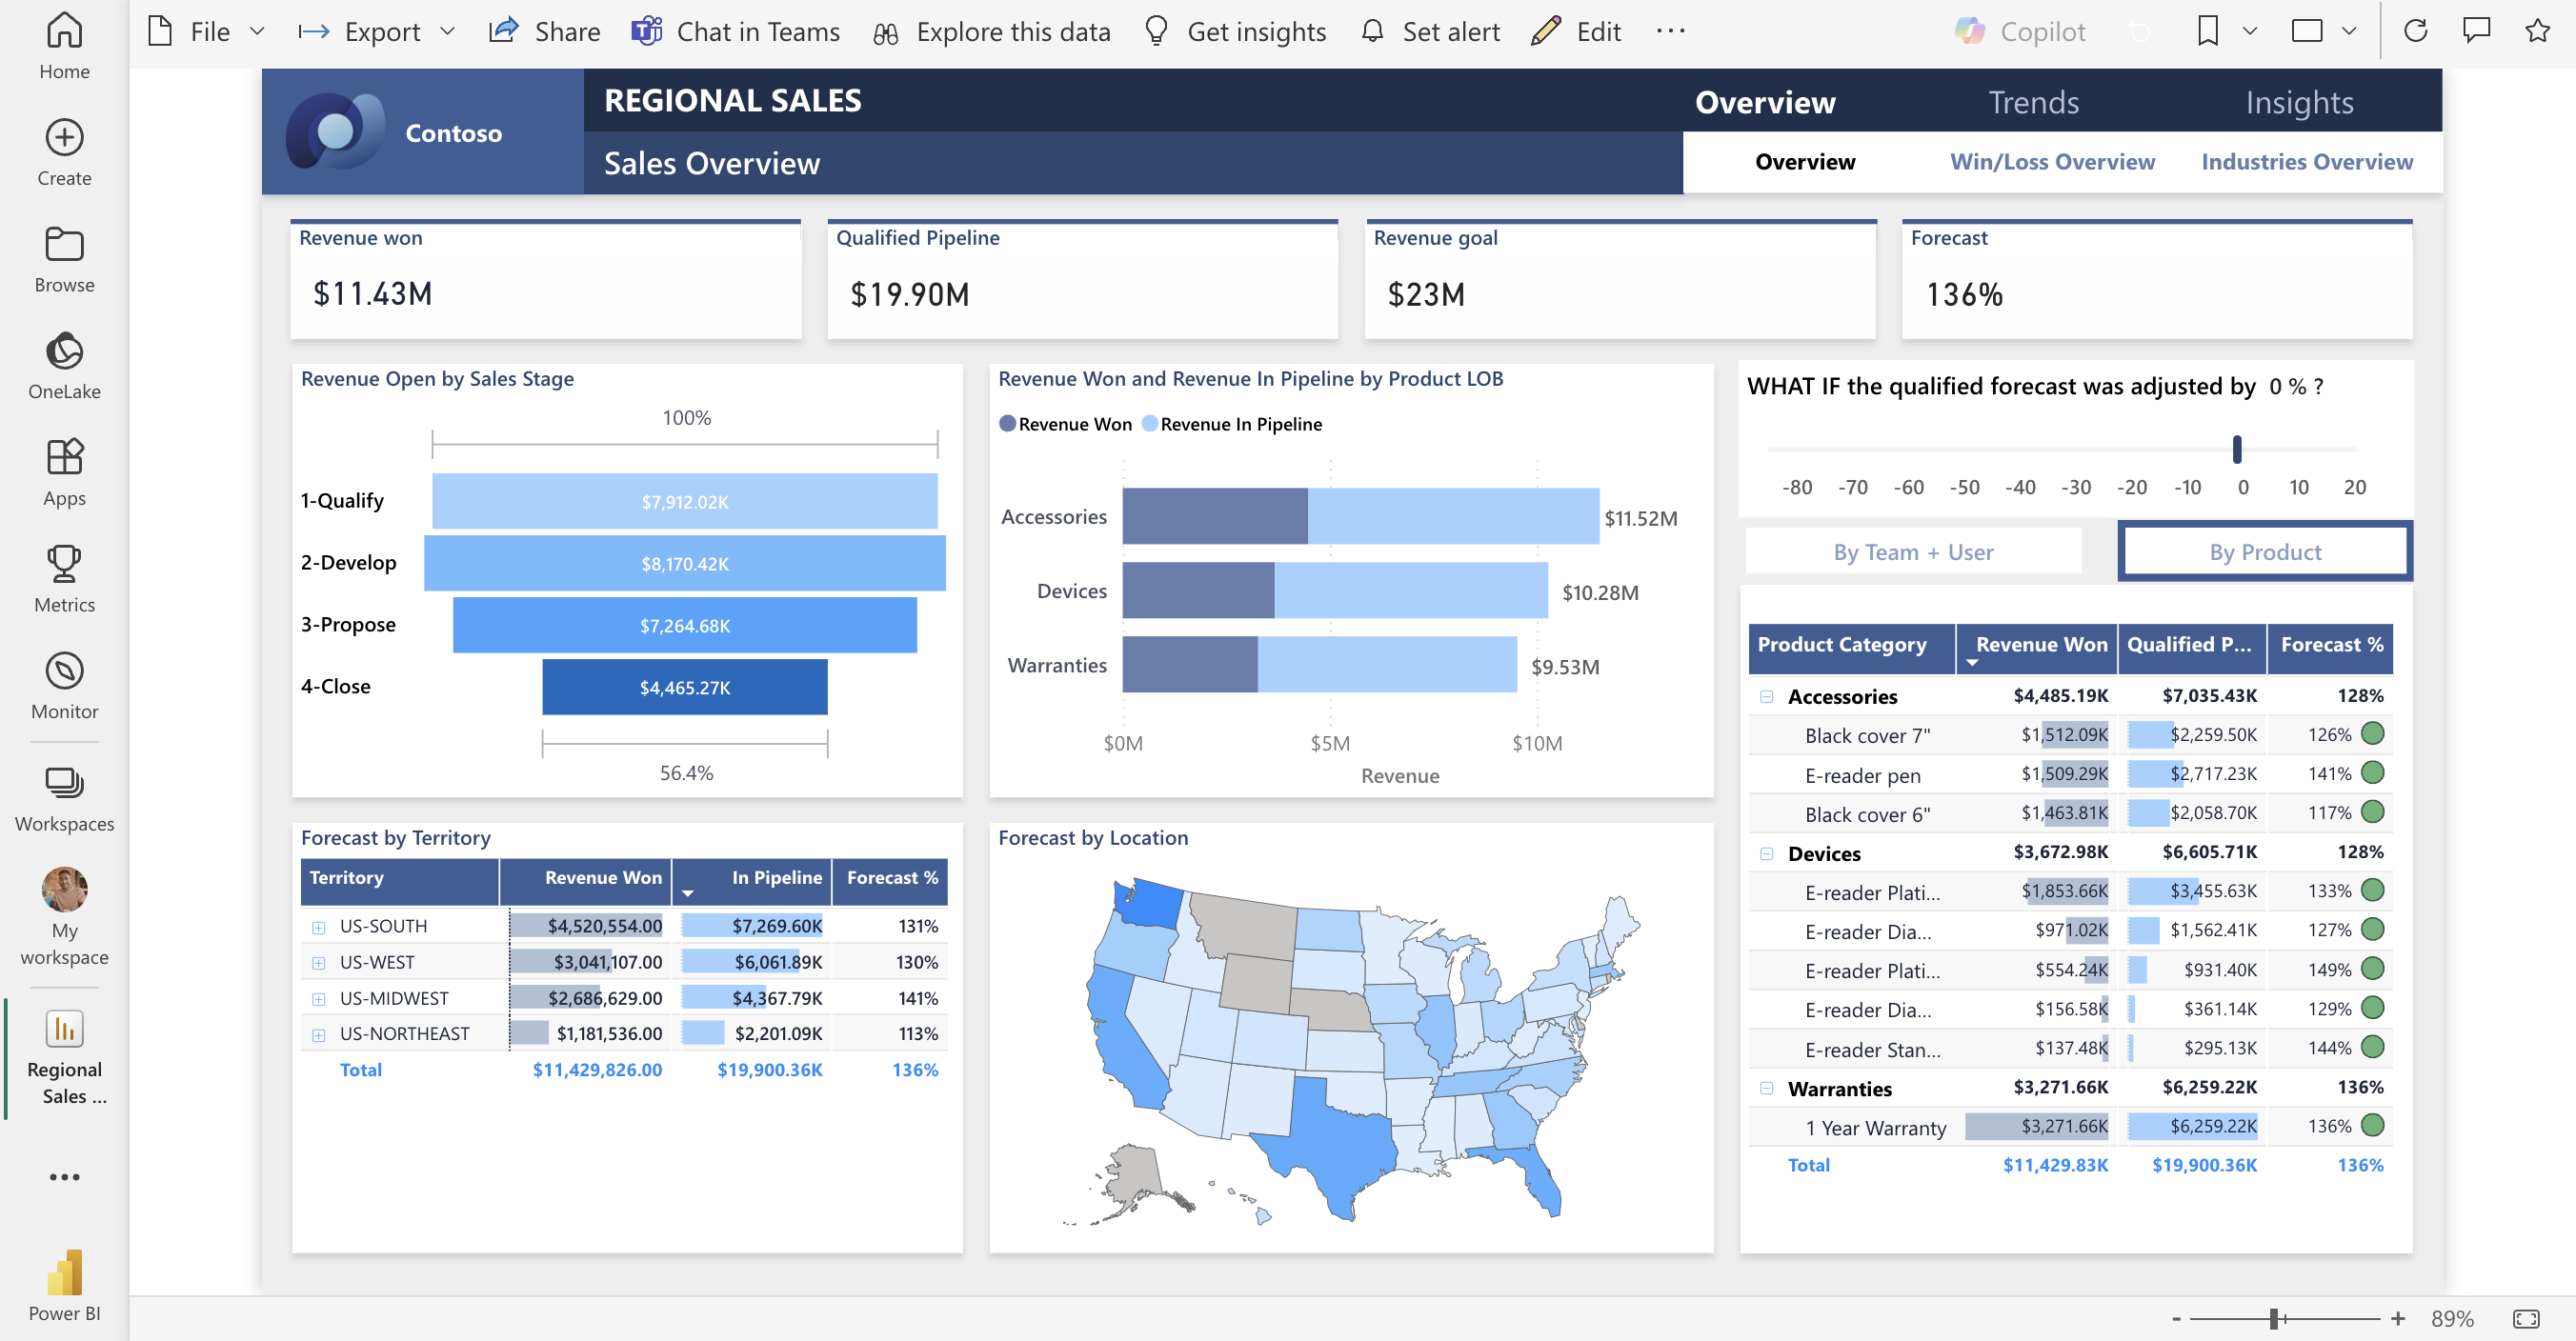 File
Export
Share
Chat in Teams
Explore this data
Get insights
Set alert
Edit
Copilot
Home
Create
Browse
OneLake
Apps
Metrics
Monitor
Workspaces
My
workspace
Regional
Sales ...
Power BI
Contoso
REGIONAL SALES
Sales Overview
Overview Trends Insights
Overview Win/Loss Overview Industries Overview
Revenue won
$11.43M
Qualified Pipeline
$19.90M
Revenue goal
$23M
Forecast
136%
Revenue Open by Sales Stage
100%
1-Qualify $7,912.02K
2-Develop $8,170.42K
3-Propose $7,264.68K
4-Close $4,465.27K
56.4%
Revenue Won and Revenue In Pipeline by Product LOB
Revenue Won Revenue In Pipeline
Accessories $11.52M
Devices $10.28M
Warranties $9.53M
$0M $5M $10M
Revenue
WHAT IF the qualified forecast was adjusted by 0 % ?
-80 -70 -60 -50 -40 -30 -20 -10 0 10 20
By Team + User By Product
Product Category Revenue Won Qualified P... Forecast %
Accessories $4,485.19K $7,035.43K 128%
Black cover 7" $1,512.09K $2,259.50K 126%
E-reader pen $1,509.29K $2,717.23K 141%
Black cover 6" $1,463.81K $2,058.70K 117%
Devices $3,672.98K $6,605.71K 128%
E-reader Plati... $1,853.66K $3,455.63K 133%
E-reader Dia... $971.02K $1,562.41K 127%
E-reader Plati... $554.24K $931.40K 149%
E-reader Dia... $156.58K $361.14K 129%
E-reader Stan... $137.48K $295.13K 144%
Warranties $3,271.66K $6,259.22K 136%
1 Year Warranty $3,271.66K $6,259.22K 136%
Total $11,429.83K $19,900.36K 136%
Forecast by Territory
Territory Revenue Won In Pipeline Forecast %
US-SOUTH $4,520,554.00 $7,269.60K 131%
US-WEST $3,041,107.00 $6,061.89K 130%
US-MIDWEST $2,686,629.00 $4,367.79K 141%
US-NORTHEAST $1,181,536.00 $2,201.09K 113%
Total $11,429,826.00 $19,900.36K 136%
Forecast by Location
- + 89%